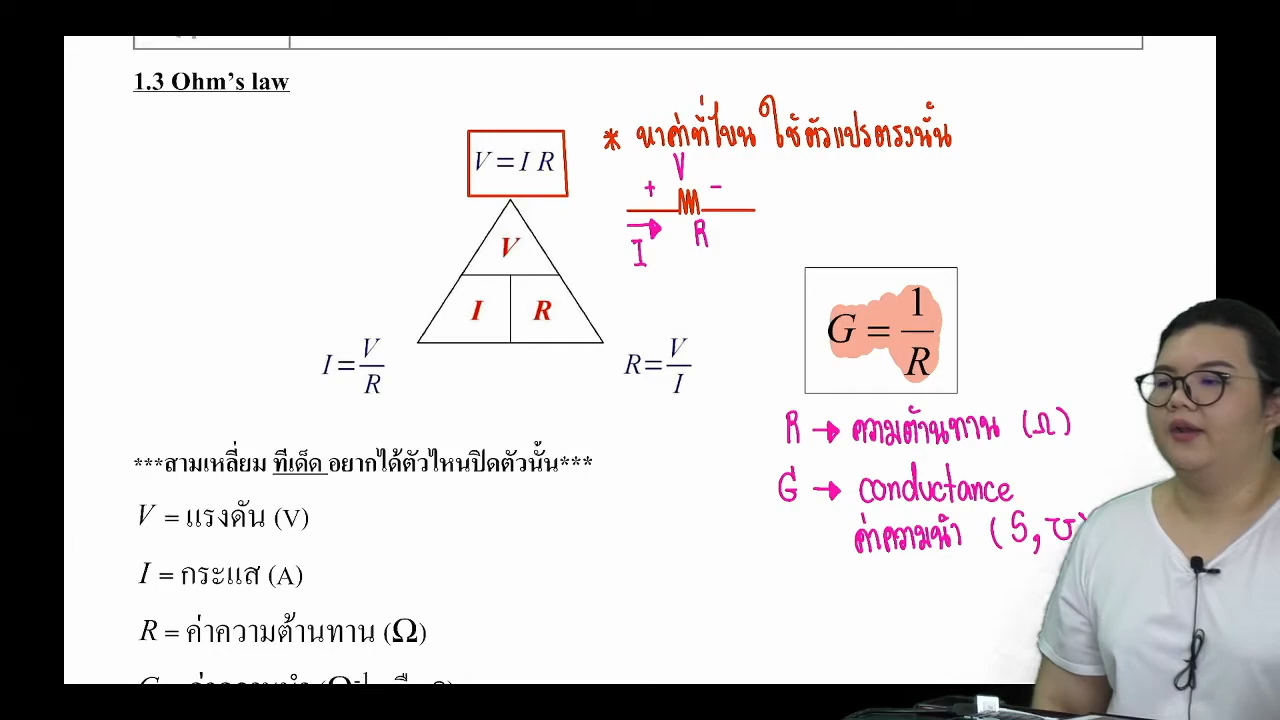 1.3 Ohm's law
* หาค่าที่ไหน ใช้ตัวแปรตรงนั้น
V = I R
V
+ -
I R
V
I R
G = 1/R
I = V/R
R = V/I
R → ความต้านทาน (Ω)
G → conductance
ค่าความนำ (S, ℧)
***สามเหลี่ยม ทีเด็ด อยากได้ตัวไหนปิดตัวนั้น***
V = แรงดัน (V)
I = กระแส (A)
R = ค่าความต้านทาน (Ω)